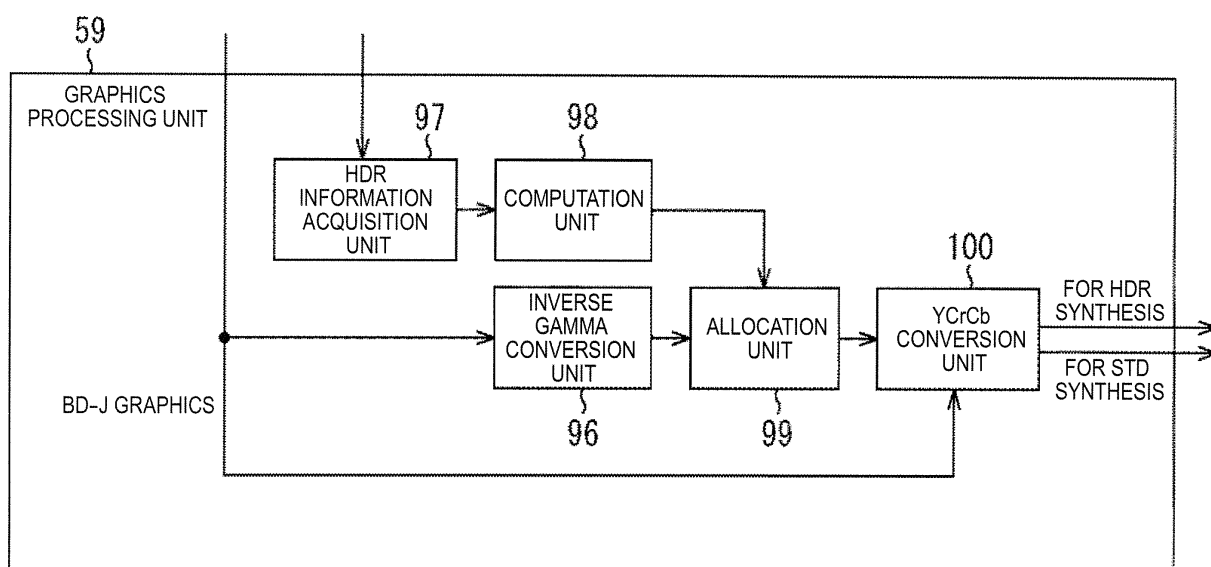 59
GRAPHICS
PROCESSING UNIT
97
98
HDR
INFORMATION
ACQUISITION
UNIT
COMPUTATION
UNIT
100
INVERSE
GAMMA
CONVERSION
UNIT
ALLOCATION
UNIT
YCrCb
CONVERSION
UNIT
FOR HDR
SYNTHESIS
FOR STD
SYNTHESIS
BD-J GRAPHICS
96
99